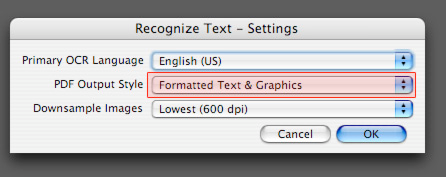 Recognize Text – Settings
Primary OCR Language English (US)
PDF Output Style Formatted Text & Graphics
Downsample Images Lowest (600 dpi)
Cancel OK